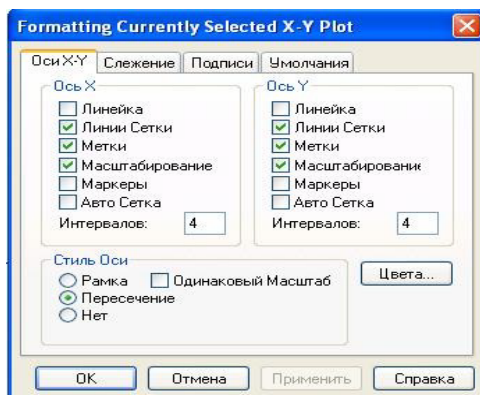 Formatting Currently Selected X-Y Plot
Оси X-Y Слежение Подписи Умолчания
Ось X
Линейка
Линии Сетки
Метки
Масштабирование
Маркеры
Авто Сетка
Интервалов: 4
Ось Y
Линейка
Линии Сетки
Метки
Масштабировани
Маркеры
Авто Сетка
Интервалов: 4
Стиль Оси
Рамка Одинаковый Масштаб
Пересечение
Нет
Цвета...
OK Отмена Применить Справка